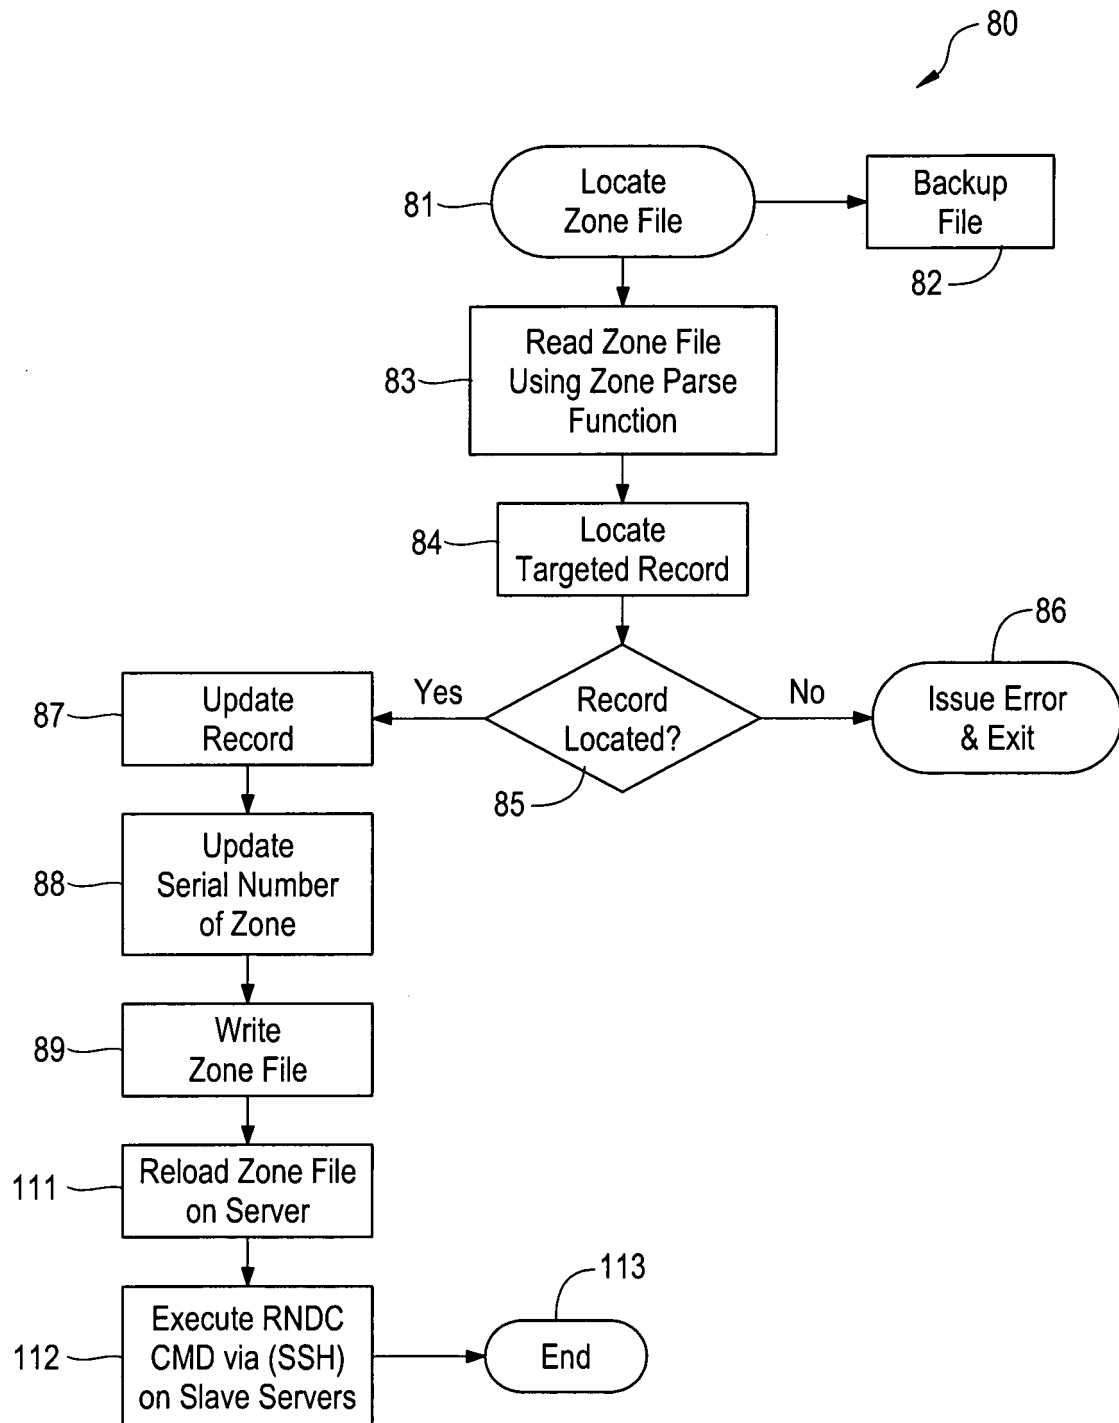 80
Locate
Zone File
81
Backup
File
82
Read Zone File
Using Zone Parse
Function
83
Locate
Targeted Record
84
Record
Located?
85
Yes
No
86
Issue Error
& Exit
87
Update
Record
88
Update
Serial Number
of Zone
89
Write
Zone File
111
Reload Zone File
on Server
112
Execute RNDC
CMD via (SSH)
on Slave Servers
113
End